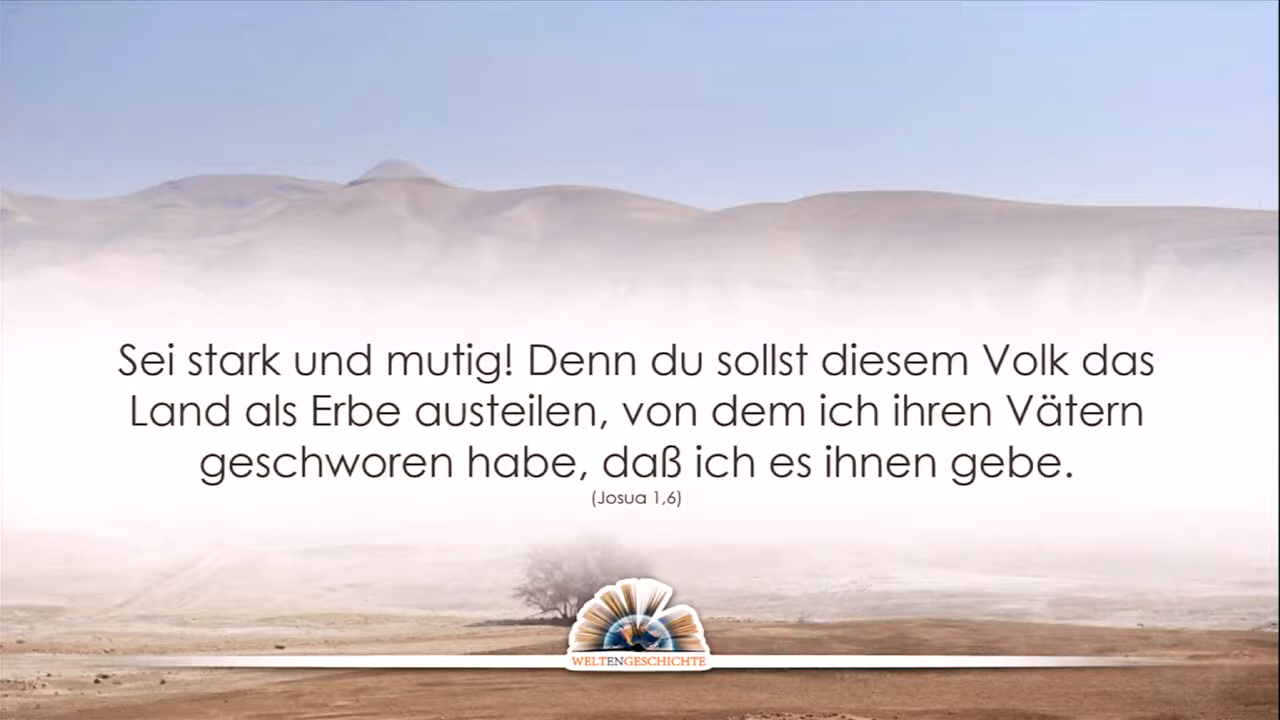 Sei stark und mutig! Denn du sollst diesem Volk das
Land als Erbe austeilen, von dem ich ihren Vätern
geschworen habe, daß ich es ihnen gebe.
(Josua 1,6)
WELTENGESCHICHTE